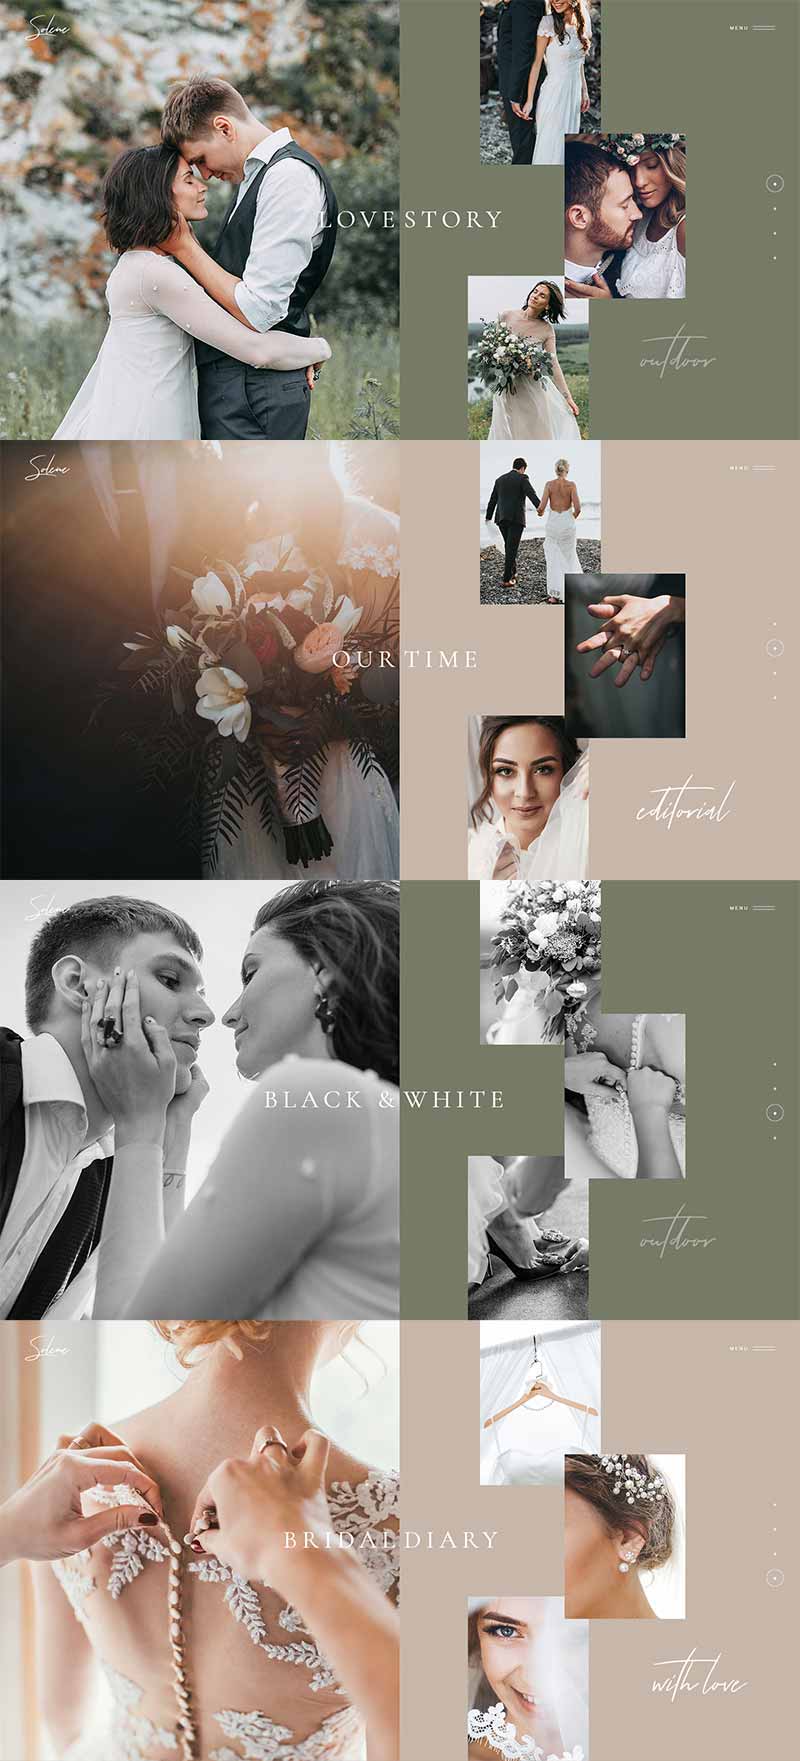 Solene
MENU
LOVE STORY
outdoor
Solene
MENU
OUR TIME
editorial
Solene
MENU
BLACK & WHITE
outdoor
Solene
MENU
BRIDAL DIARY
with love